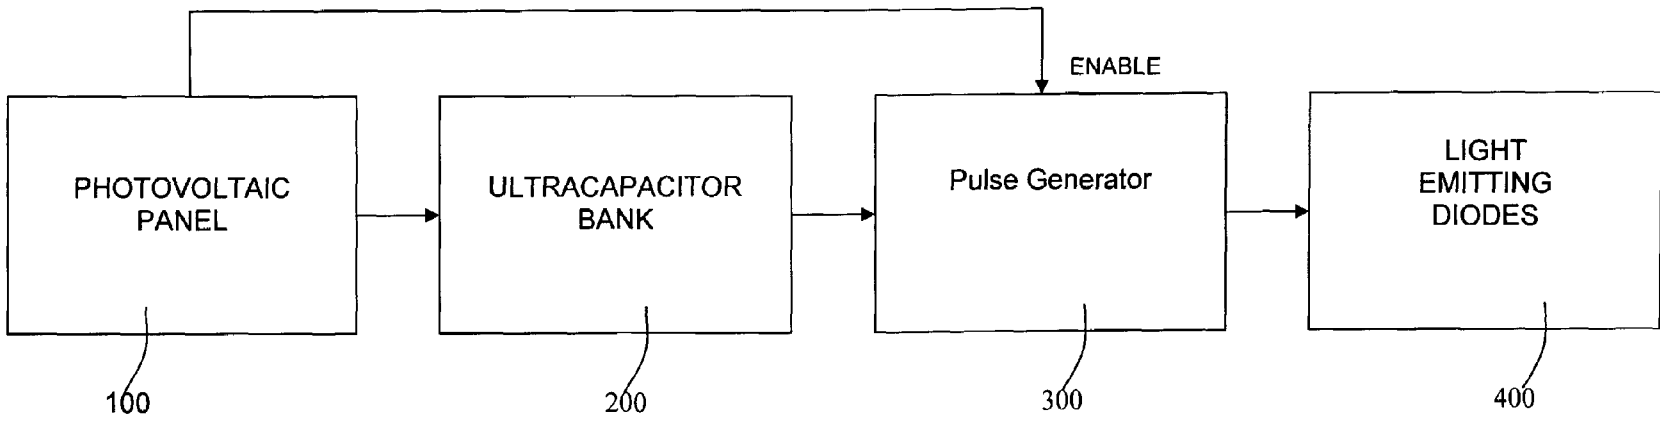 ENABLE
PHOTOVOLTAIC
PANEL
ULTRACAPACITOR
BANK
Pulse Generator
LIGHT
EMITTING
DIODES
100
200
300
400